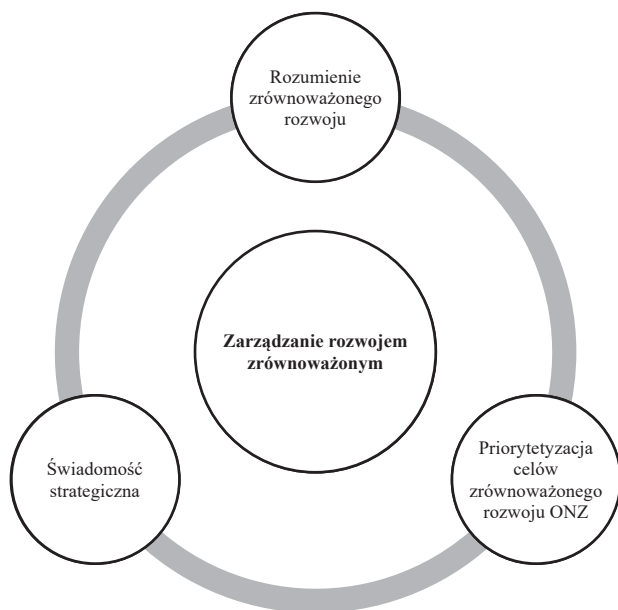 Rozumienie
zrównoważonego
rozwoju
Zarządzanie rozwojem
zrównoważonym
Świadomość
strategiczna
Priorytetyzacja
celów
zrównoważonego
rozwoju ONZ